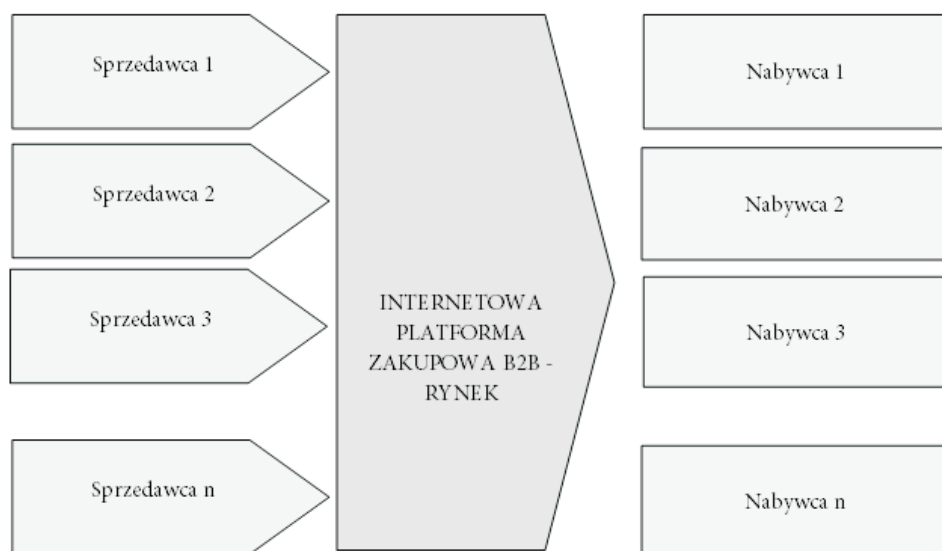 Sprzedawca 1
Sprzedawca 2
Sprzedawca 3
Sprzedawca n
INTERNETOWA
PLATFORMA
ZAKUPOWA B2B -
RYNEK
Nabywca 1
Nabywca 2
Nabywca 3
Nabywca n